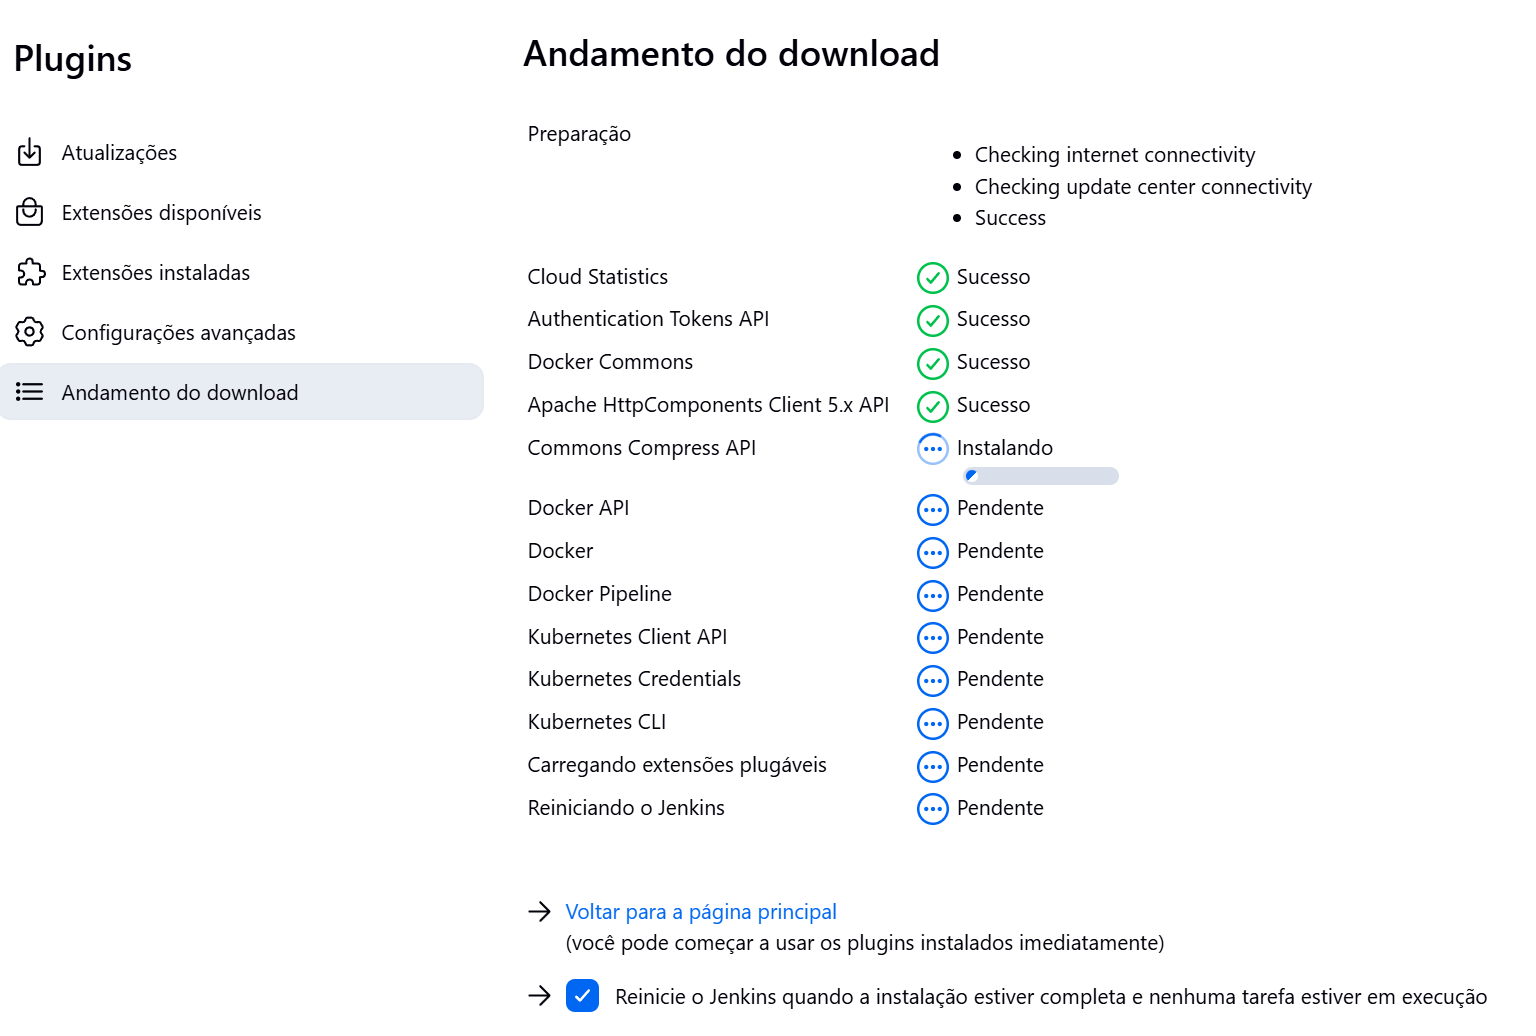 Plugins
Atualizações
Extensões disponíveis
Extensões instaladas
Configurações avançadas
Andamento do download
Andamento do download
Preparação
Checking internet connectivity
Checking update center connectivity
Success
Cloud Statistics Sucesso
Authentication Tokens API Sucesso
Docker Commons Sucesso
Apache HttpComponents Client 5.x API Sucesso
Commons Compress API Instalando
Docker API Pendente
Docker Pendente
Docker Pipeline Pendente
Kubernetes Client API Pendente
Kubernetes Credentials Pendente
Kubernetes CLI Pendente
Carregando extensões plugáveis Pendente
Reiniciando o Jenkins Pendente
Voltar para a página principal
(você pode começar a usar os plugins instalados imediatamente)
Reinicie o Jenkins quando a instalação estiver completa e nenhuma tarefa estiver em execução